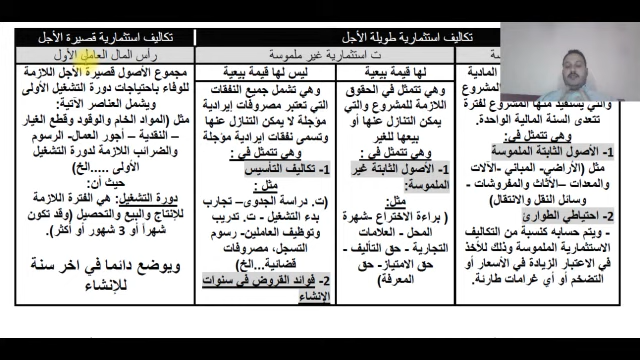 تكاليف استثمارية طويلة الأجل
تكاليف استثمارية قصيرة الأجل
ت استثمارية غير ملموسة
رأس المال العامل الأول
المادية
المشروع
والتي يستفيد منها المشروع لفترة
تتعدى السنة المالية الواحدة.
وهي تتمثل في:
1- الأصول الثابتة الملموسة
مثل (الأراضي- المباني -الآلات
والمعدات –الأثاث والمفروشات -
وسائل النقل والانتقال)
2- احتياطي الطوارئ
- ويتم حسابه كنسبة من التكاليف
الاستثمارية الملموسة وذلك للأخذ
في الاعتبار الزيادة في الأسعار أو
التضخم أو أي غرامات طارئة.
لها قيمة بيعية
وهي تتمثل في الحقوق
اللازمة للمشروع والتي
يمكن التنازل عنها أو
بيعها للغير
وهي تتمثل في :
1- الأصول الثابتة غير
الملموسة:
مثل:
( براءة الاختراع -شهرة
المحل - العلامات
التجارية - حق التأليف -
حق الامتياز- حق
المعرفة)
ليس لها قيمة بيعية
وهي تشمل جميع النفقات
التي تعتبر مصروفات إيرادية
مؤجلة لا يمكن التنازل عنها
وتسمى نفقات ايرادية مؤجلة
وهي تتمثل في :
1- تكاليف التأسيس
مثل :
(ت. دراسة الجدوى– تجارب
بدء التشغيل - ت. تدريب
وتوظيف العاملين- رسوم
التسجل، مصروفات
قضائية...الخ)
2- فوائد القروض في سنوات
الإنشاء
مجموع الأصول قصيرة الأجل اللازمة
للوفاء باحتياجات دورة التشغيل الأولى
ويشمل العناصر الآتية:
مثل (المواد الخام والوقود وقطع الغيار
– النقدية – أجور العمال- الرسوم
والضرائب اللازمة لدورة التشغيل
الأولى .....الخ)
حيث أن:
دورة التشغيل: هي الفترة اللازمة
للإنتاج والبيع والتحصيل (وقد تكون
شهراً أو 3 شهور أو أكثر).
ويوضع دائما في اخر سنة
للإنشاء